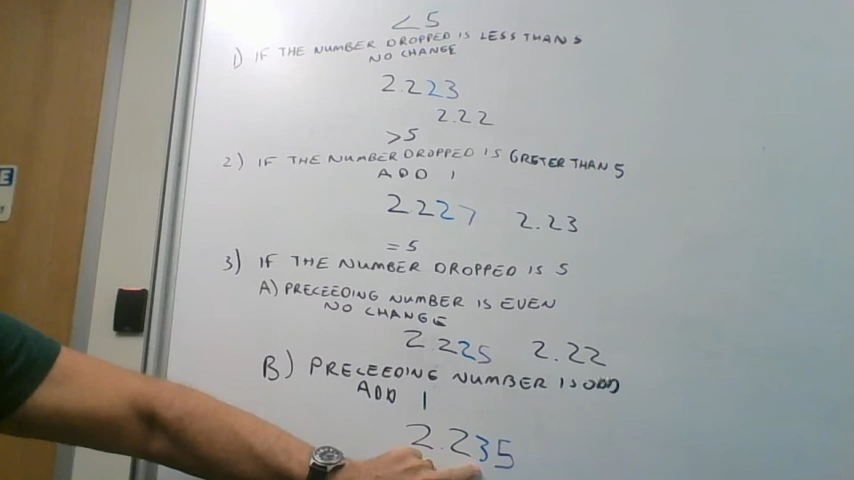 < 5
1) IF THE NUMBER DROPPED IS LESS THAN 5
NO CHANGE
2.223
2.22
> 5
2) IF THE NUMBER DROPPED IS GRETER THAN 5
ADD 1
2.227 2.23
= 5
3) IF THE NUMBER DROPPED IS 5
A) PRECEEDING NUMBER IS EVEN
NO CHANGE
2.225 2.22
B) PRECEEDING NUMBER IS ODD
ADD 1
2.235